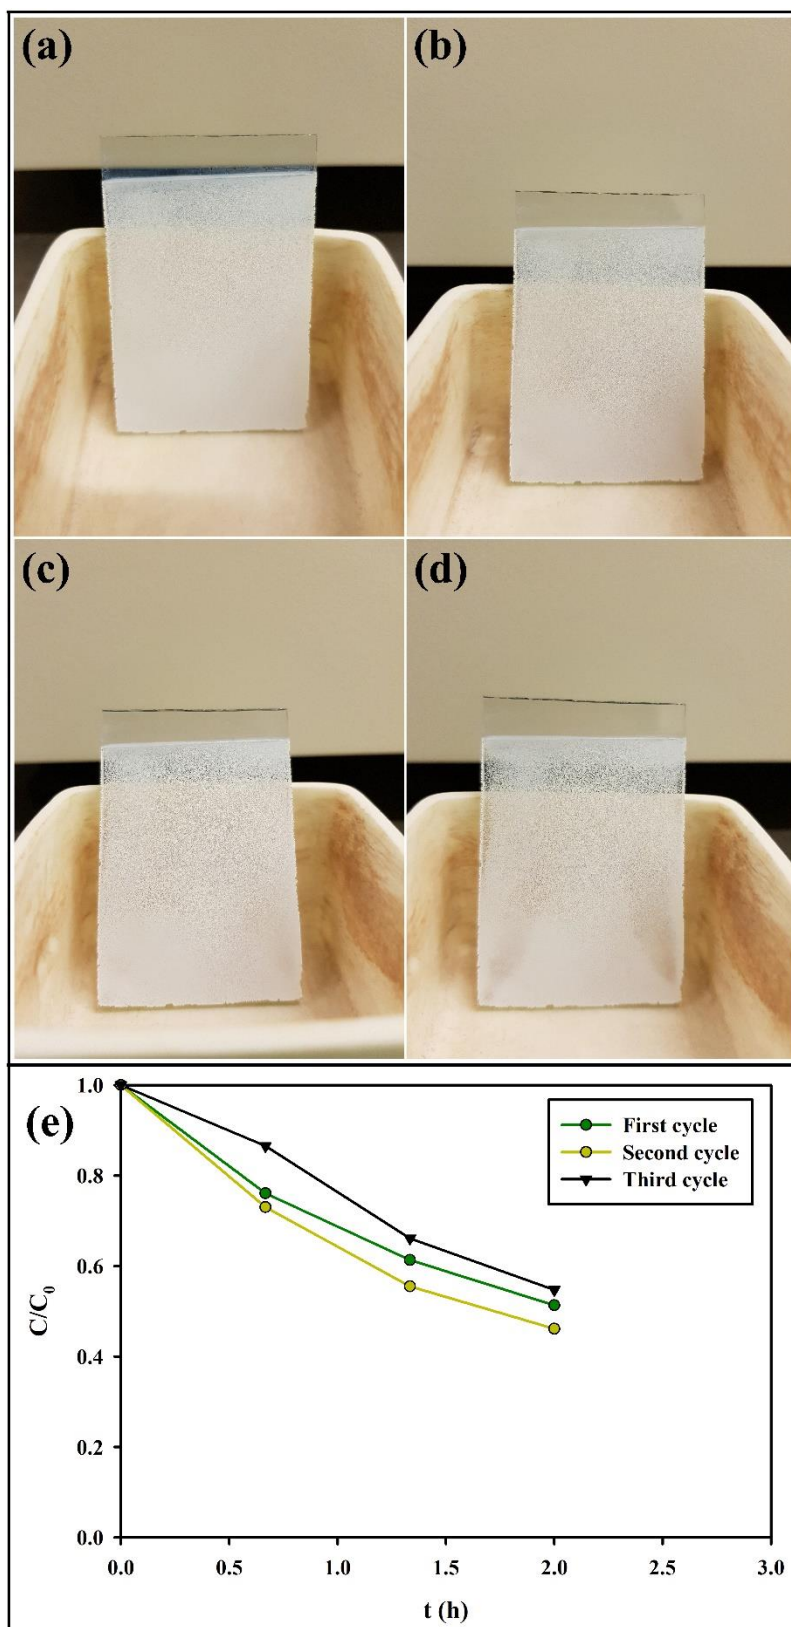 (a)
(b)
(c)
(d)
(e)
First cycle
Second cycle
Third cycle
1.0
0.8
0.6
0.4
0.2
0.0
C/C₀
0.0 0.5 1.0 1.5 2.0 2.5 3.0
t (h)